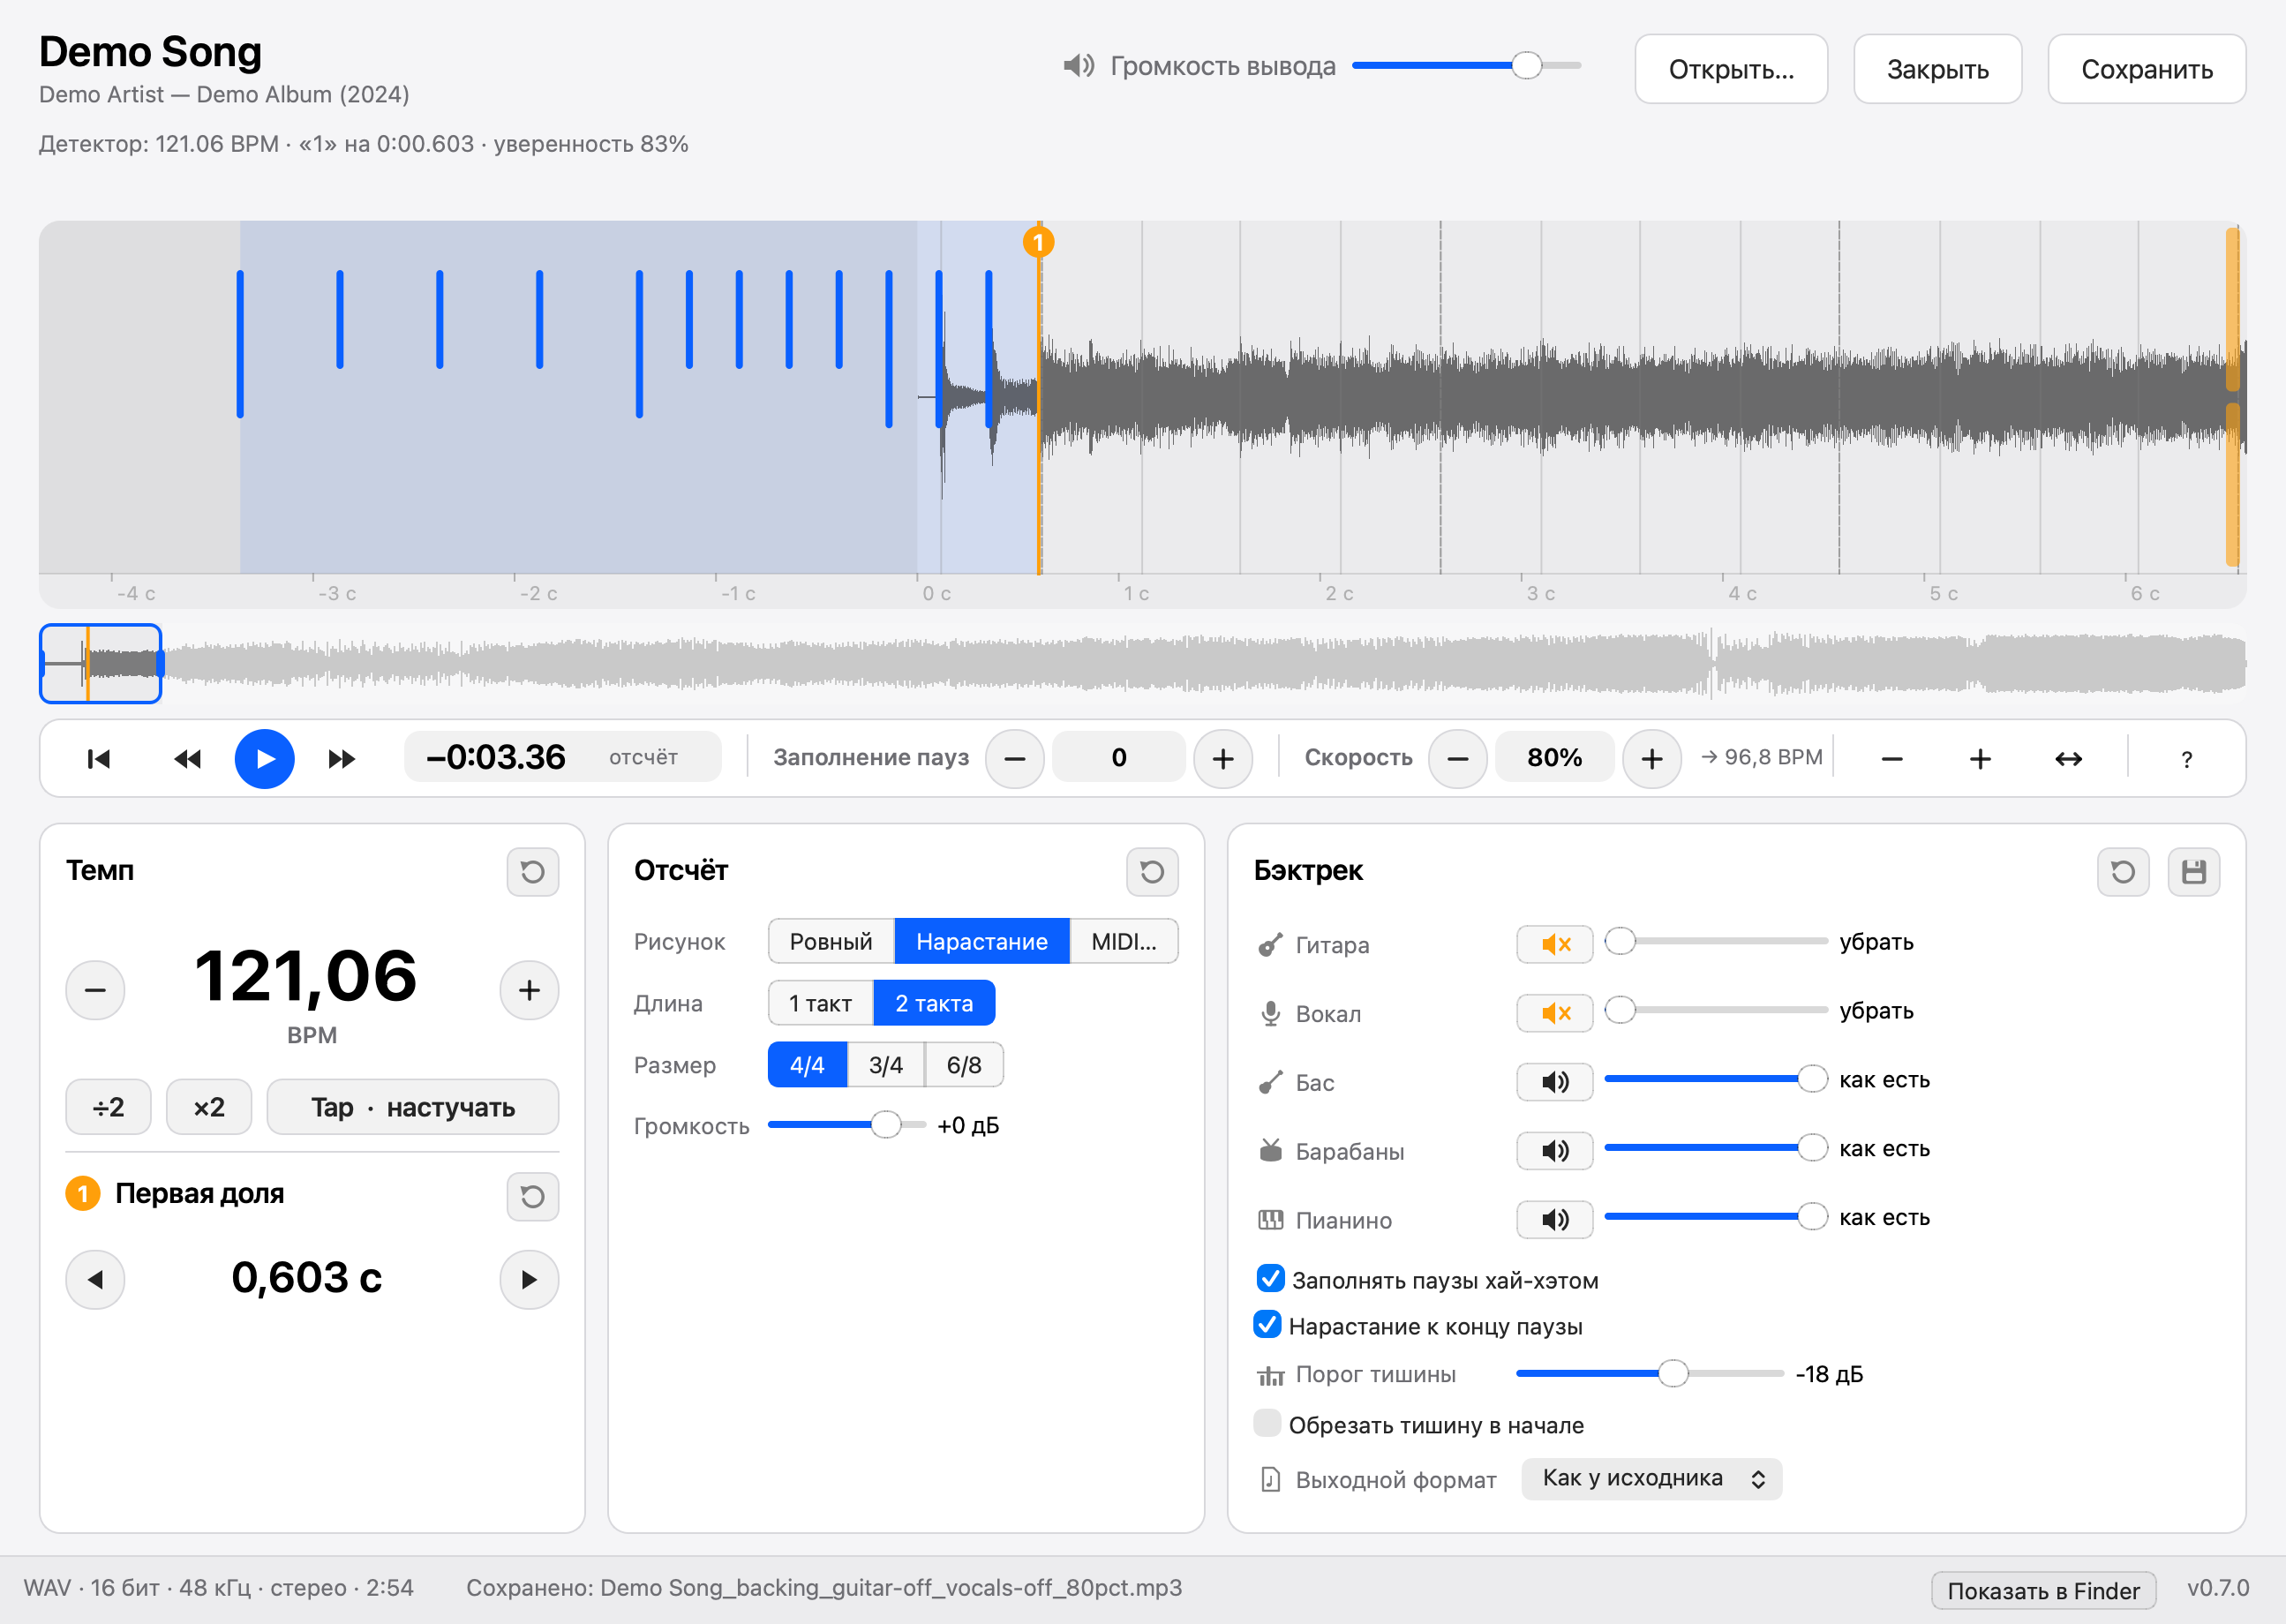 Demo Song
Demo Artist — Demo Album (2024)
Детектор: 121.06 BPM · «1» на 0:00.603 · уверенность 83%
Громкость вывода
Открыть...
Закрыть
Сохранить
1
-4 с
-3 с
-2 с
-1 с
0 с
1 с
2 с
3 с
4 с
5 с
6 с
−0:03.36 отсчёт
Заполнение пауз − 0 +
Скорость − 80% + → 96,8 BPM
− + ↔ ?
Темп
− 121,06 +
BPM
÷2 ×2 Tap · настучать
1 Первая доля
0,603 с
Отсчёт
Рисунок Ровный Нарастание MIDI...
Длина 1 такт 2 такта
Размер 4/4 3/4 6/8
Громкость +0 дБ
Бэктрек
Гитара убрать
Вокал убрать
Бас как есть
Барабаны как есть
Пианино как есть
Заполнять паузы хай-хэтом
Нарастание к концу паузы
Порог тишины -18 дБ
Обрезать тишину в начале
Выходной формат Как у исходника
WAV · 16 бит · 48 кГц · стерео · 2:54
Сохранено: Demo Song_backing_guitar-off_vocals-off_80pct.mp3
Показать в Finder
v0.7.0